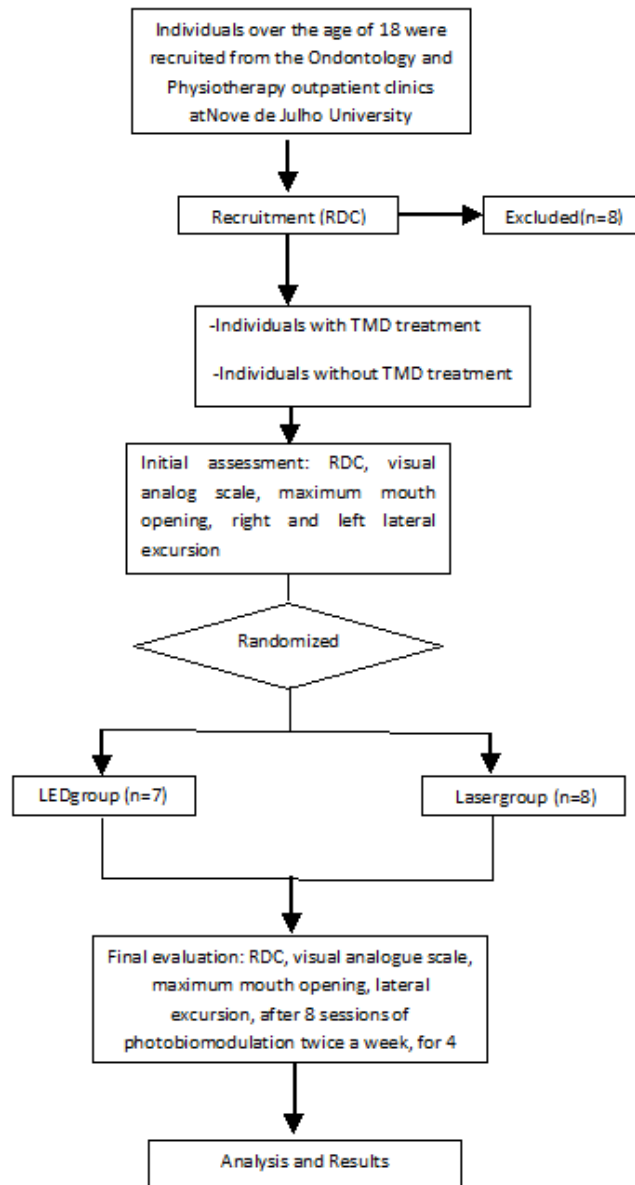 Individuals over the age of 18 were
recruited from the Ondontology and
Physiotherapy outpatient clinics
atNove de Julho University
Recruitment (RDC)
Excluded(n=8)
-Individuals with TMD treatment
-Individuals without TMD treatment
Initial assessment: RDC, visual
analog scale, maximum mouth
opening, right and left lateral
excursion
Randomized
LEDgroup (n=7)
Lasergroup (n=8)
Final evaluation: RDC, visual analogue scale,
maximum mouth opening, lateral
excursion, after 8 sessions of
photobiomodulation twice a week, for 4
Analysis and Results